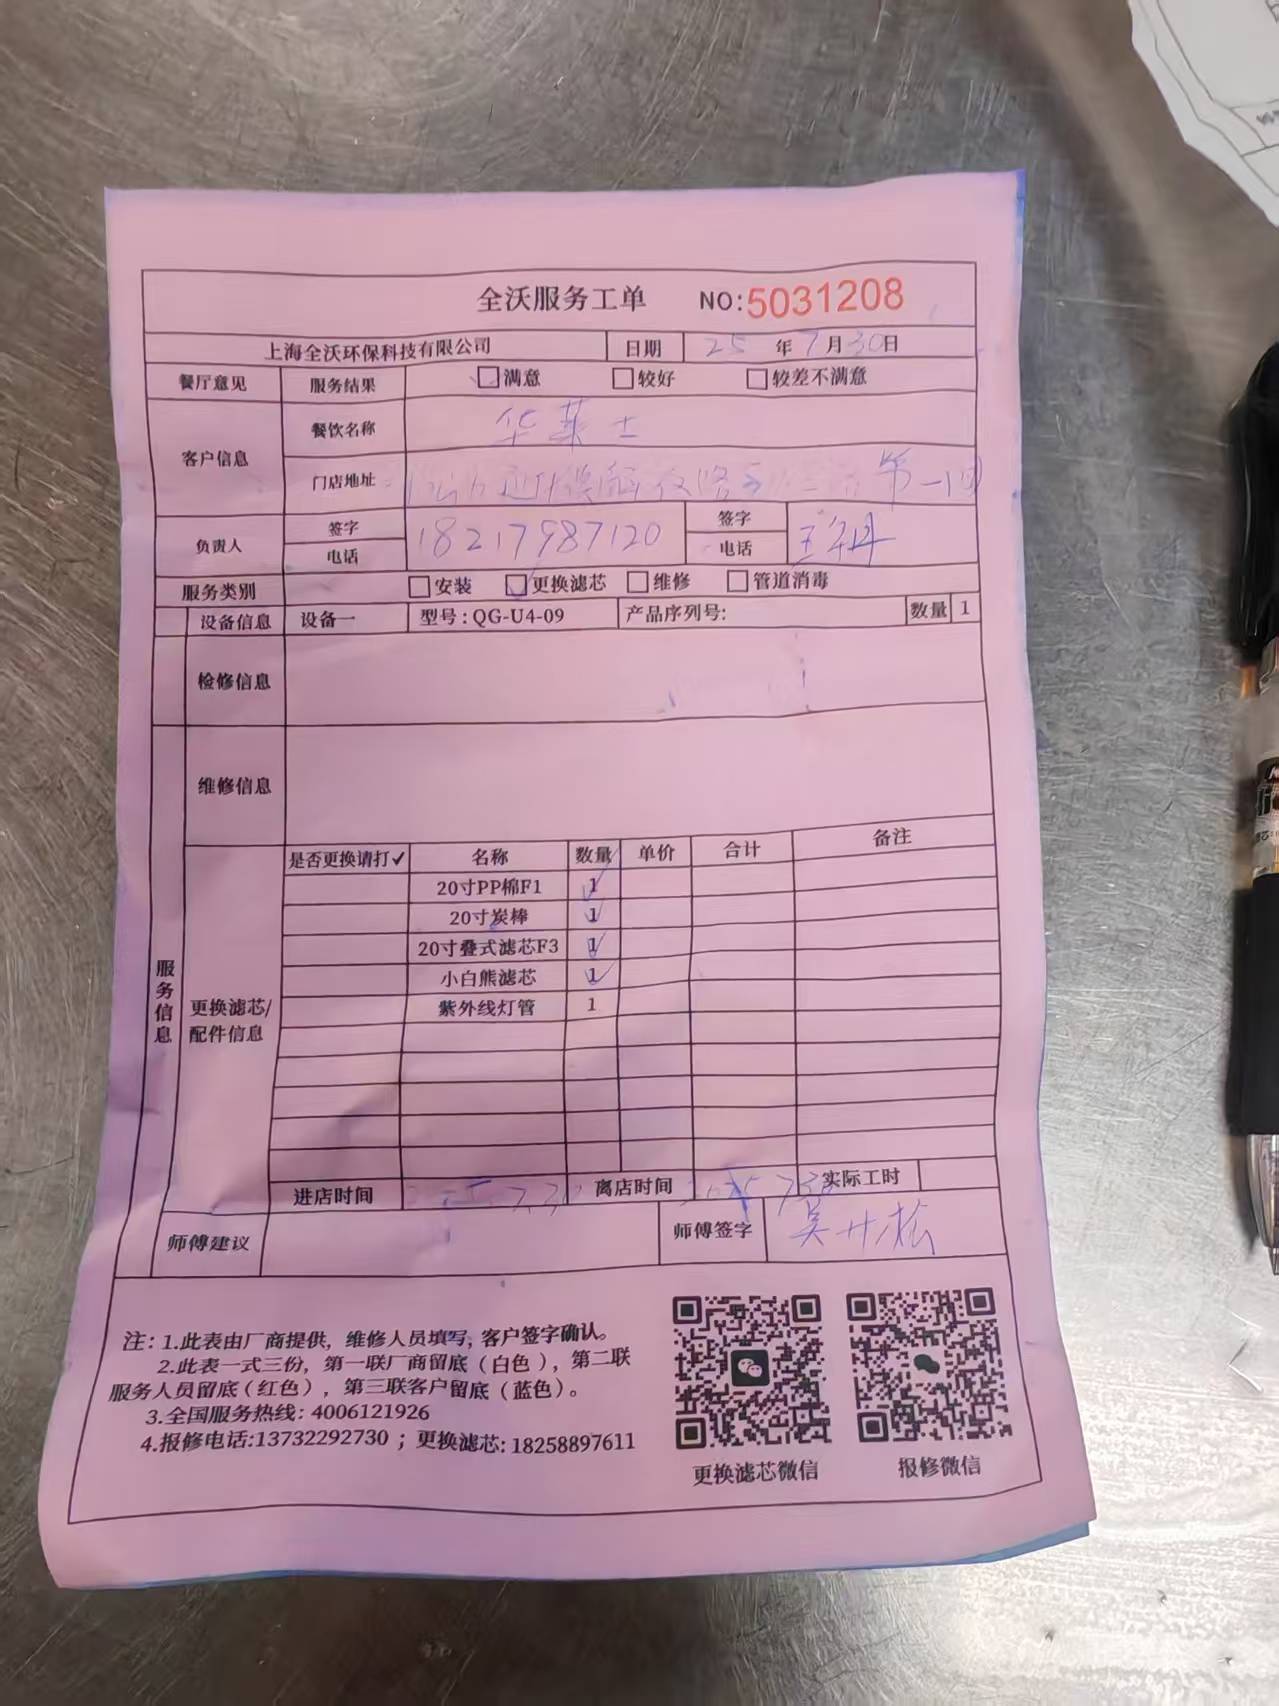 全沃服务工单 NO:5031208
上海全沃环保科技有限公司 日期 25 年 7 月 30 日
餐厅意见 服务结果 满意 较好 较差不满意
客户信息 餐饮名称 华莱士
门店地址 第一间
负责人 签字 电话 18217987120 签字 电话 王
服务类别 安装 更换滤芯 维修 管道消毒
设备信息 设备一 型号:QG-U4-09 产品序列号: 数量 1
检修信息
维修信息
服务信息
更换滤芯/配件信息
是否更换请打✓ 名称 数量 单价 合计 备注
20寸PP棉F1 1
20寸炭棒 1
20寸叠式滤芯F3 1
小白熊滤芯 1
紫外线灯管 1
进店时间 离店时间 2025 7 30 实际工时
师傅建议 师傅签字 吴 松
注: 1.此表由厂商提供, 维修人员填写, 客户签字确认。
2.此表一式三份, 第一联厂商留底(白色), 第二联
服务人员留底(红色), 第三联客户留底(蓝色)。
3.全国服务热线: 4006121926
4.报修电话:13732292730 ; 更换滤芯: 18258897611
更换滤芯微信 报修微信